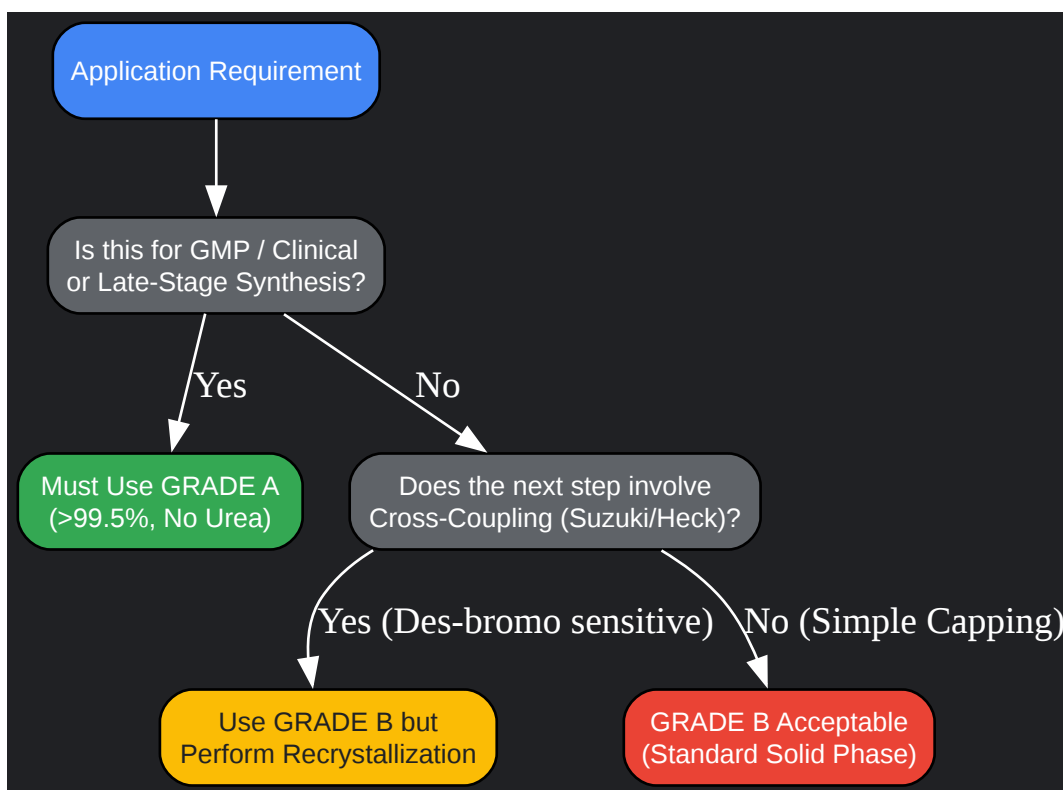 Application Requirement
Is this for GMP / Clinical
or Late-Stage Synthesis?
Yes
No
Must Use GRADE A
(>99.5%, No Urea)
Does the next step involve
Cross-Coupling (Suzuki/Heck)?
Yes (Des-bromo sensitive)
No (Simple Capping)
Use GRADE B but
Perform Recrystallization
GRADE B Acceptable
(Standard Solid Phase)